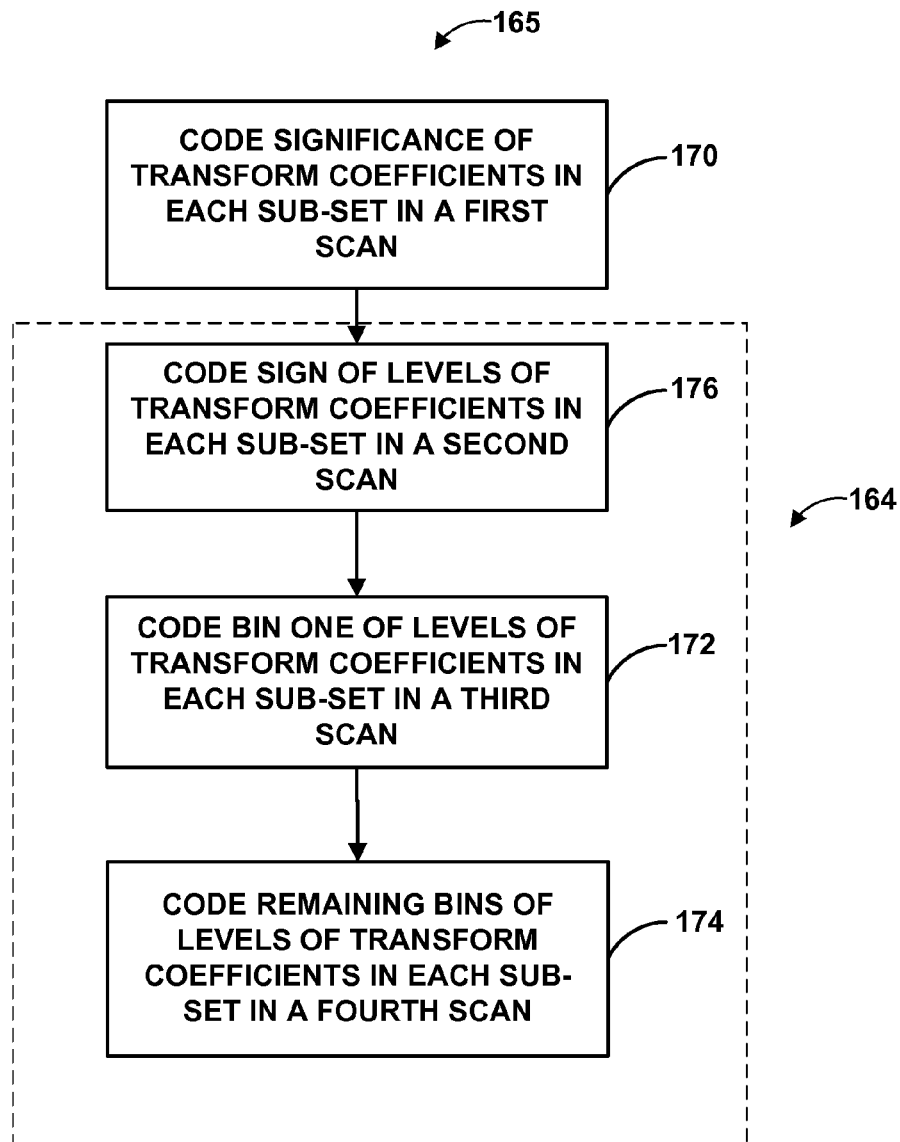 165
CODE SIGNIFICANCE OF
TRANSFORM COEFFICIENTS IN
EACH SUB-SET IN A FIRST
SCAN
170
CODE SIGN OF LEVELS OF
TRANSFORM COEFFICIENTS IN
EACH SUB-SET IN A SECOND
SCAN
176
164
CODE BIN ONE OF LEVELS OF
TRANSFORM COEFFICIENTS IN
EACH SUB-SET IN A THIRD
SCAN
172
CODE REMAINING BINS OF
LEVELS OF TRANSFORM
COEFFICIENTS IN EACH SUB-
SET IN A FOURTH SCAN
174